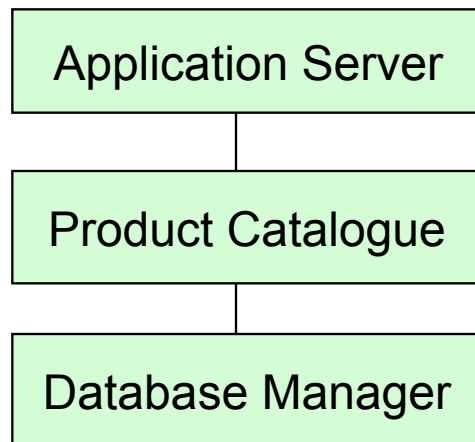 Application Server
Product Catalogue
Database Manager